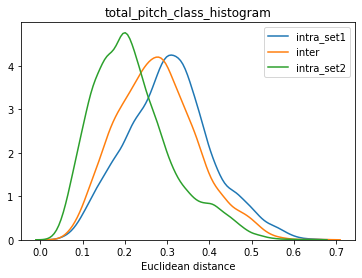 total_pitch_class_histogram
intra_set1
inter
intra_set2
4
3
2
1
0
0.0 0.1 0.2 0.3 0.4 0.5 0.6 0.7
Euclidean distance